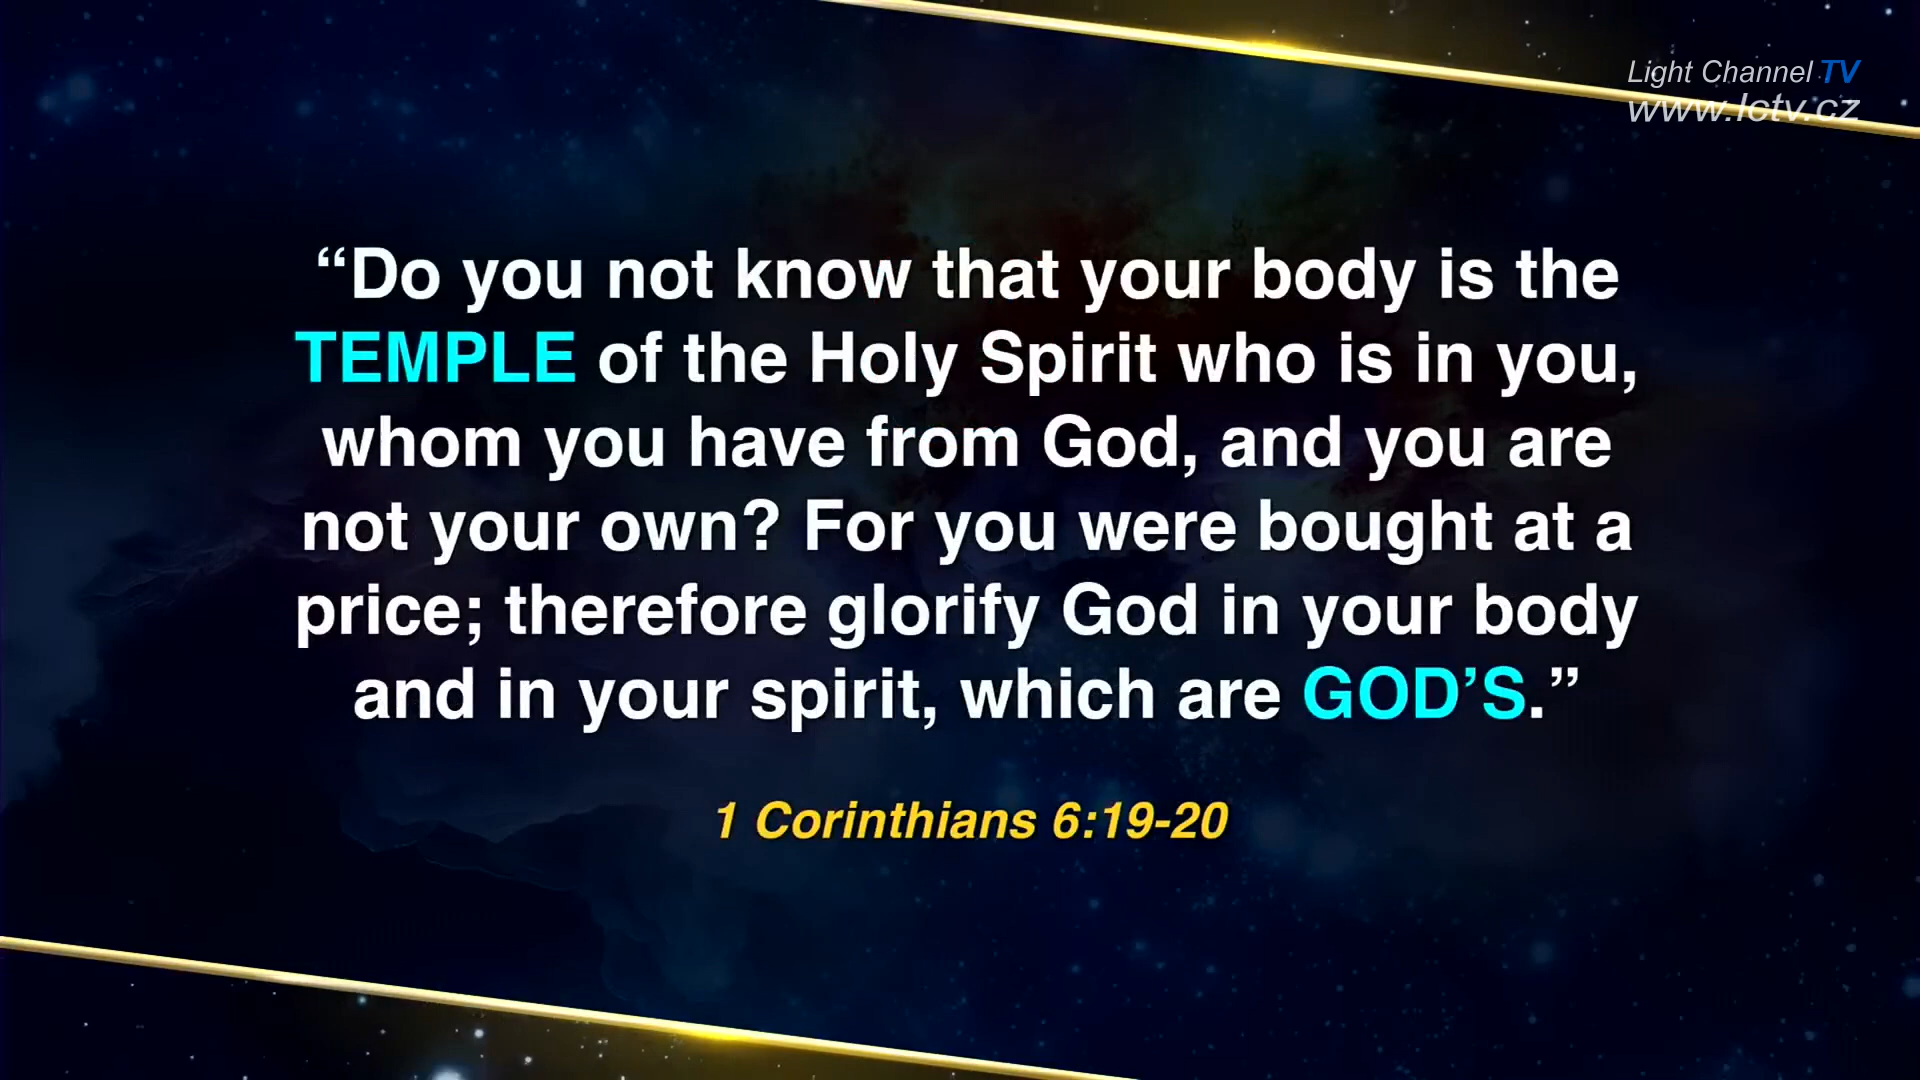 Light Channel TV
www.lctv.cz
“Do you not know that your body is the
TEMPLE of the Holy Spirit who is in you,
whom you have from God, and you are
not your own? For you were bought at a
price; therefore glorify God in your body
and in your spirit, which are GOD’S.”
1 Corinthians 6:19-20